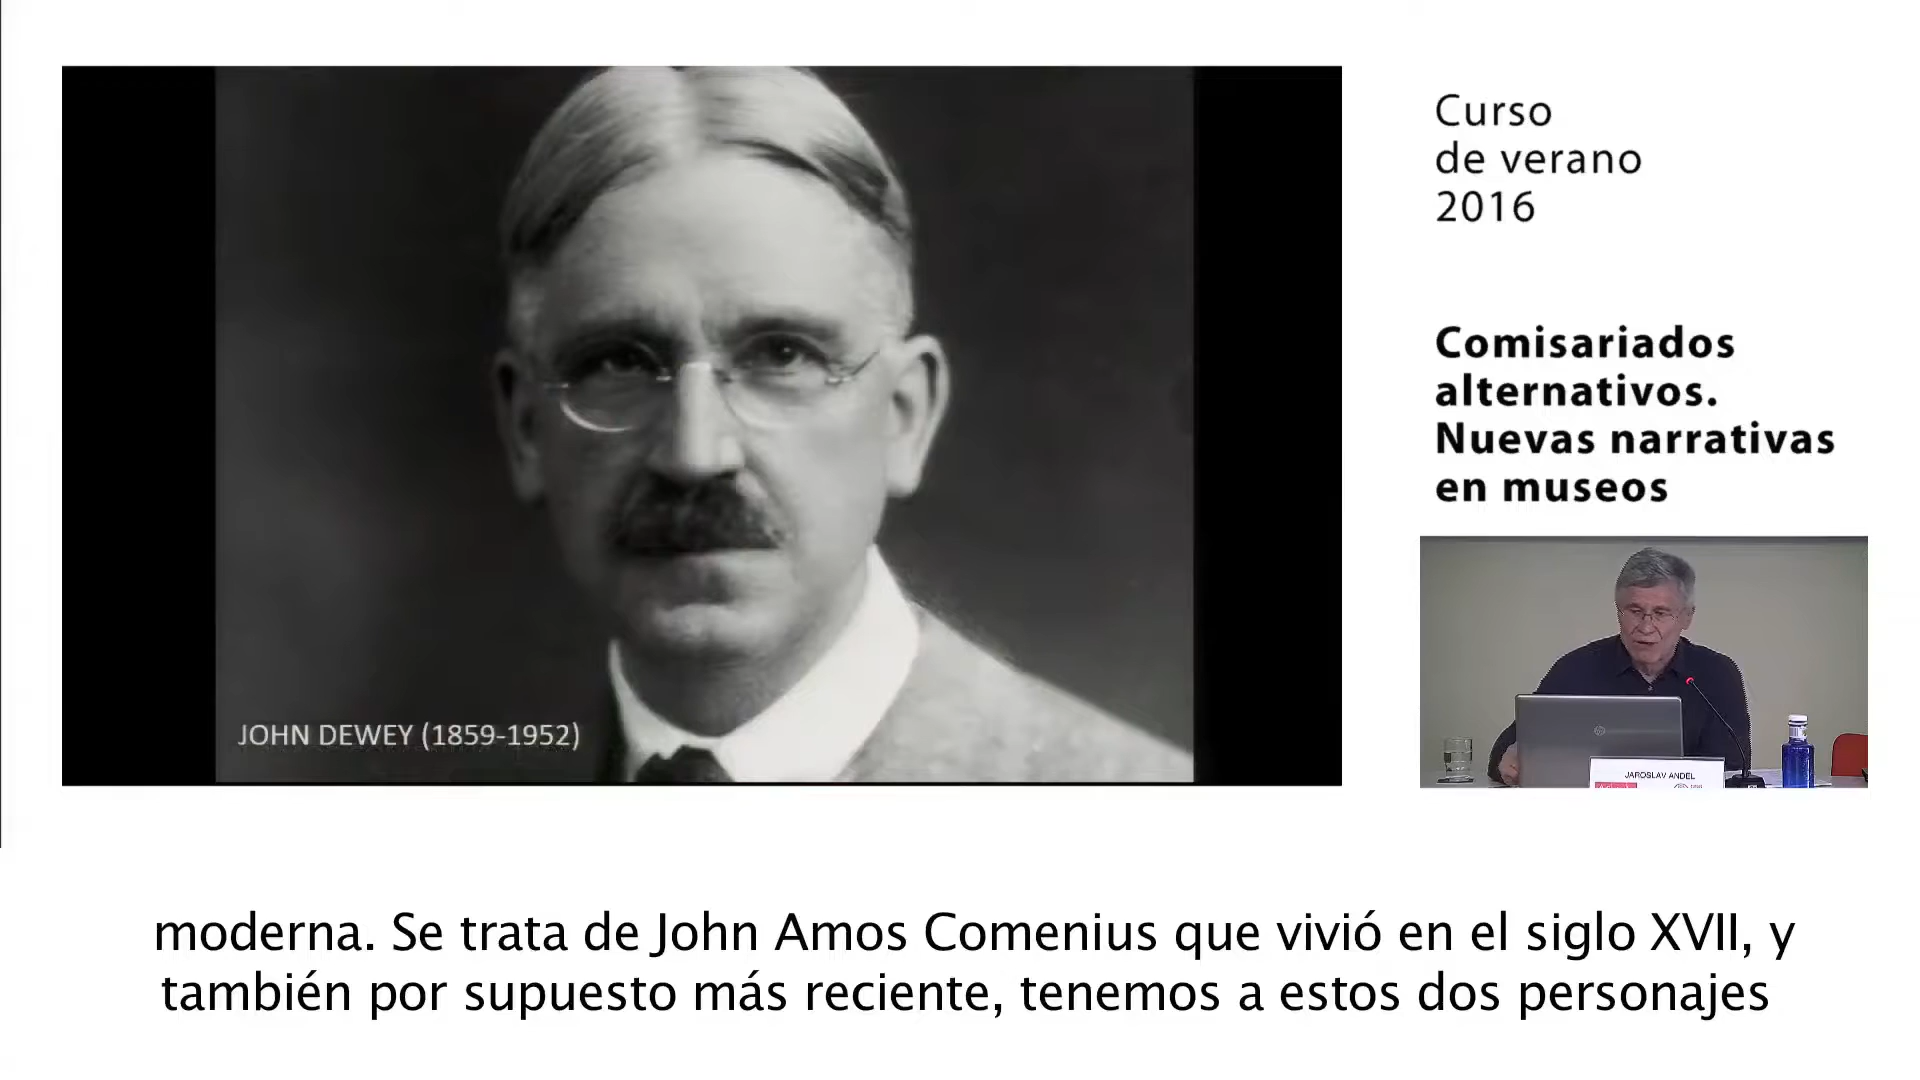 Curso
de verano
2016
Comisariados
alternativos.
Nuevas narrativas
en museos
JOHN DEWEY (1859-1952)
JAROSLAV ANDEL
hp
moderna. Se trata de John Amos Comenius que vivió en el siglo XVII, y
también por supuesto más reciente, tenemos a estos dos personajes